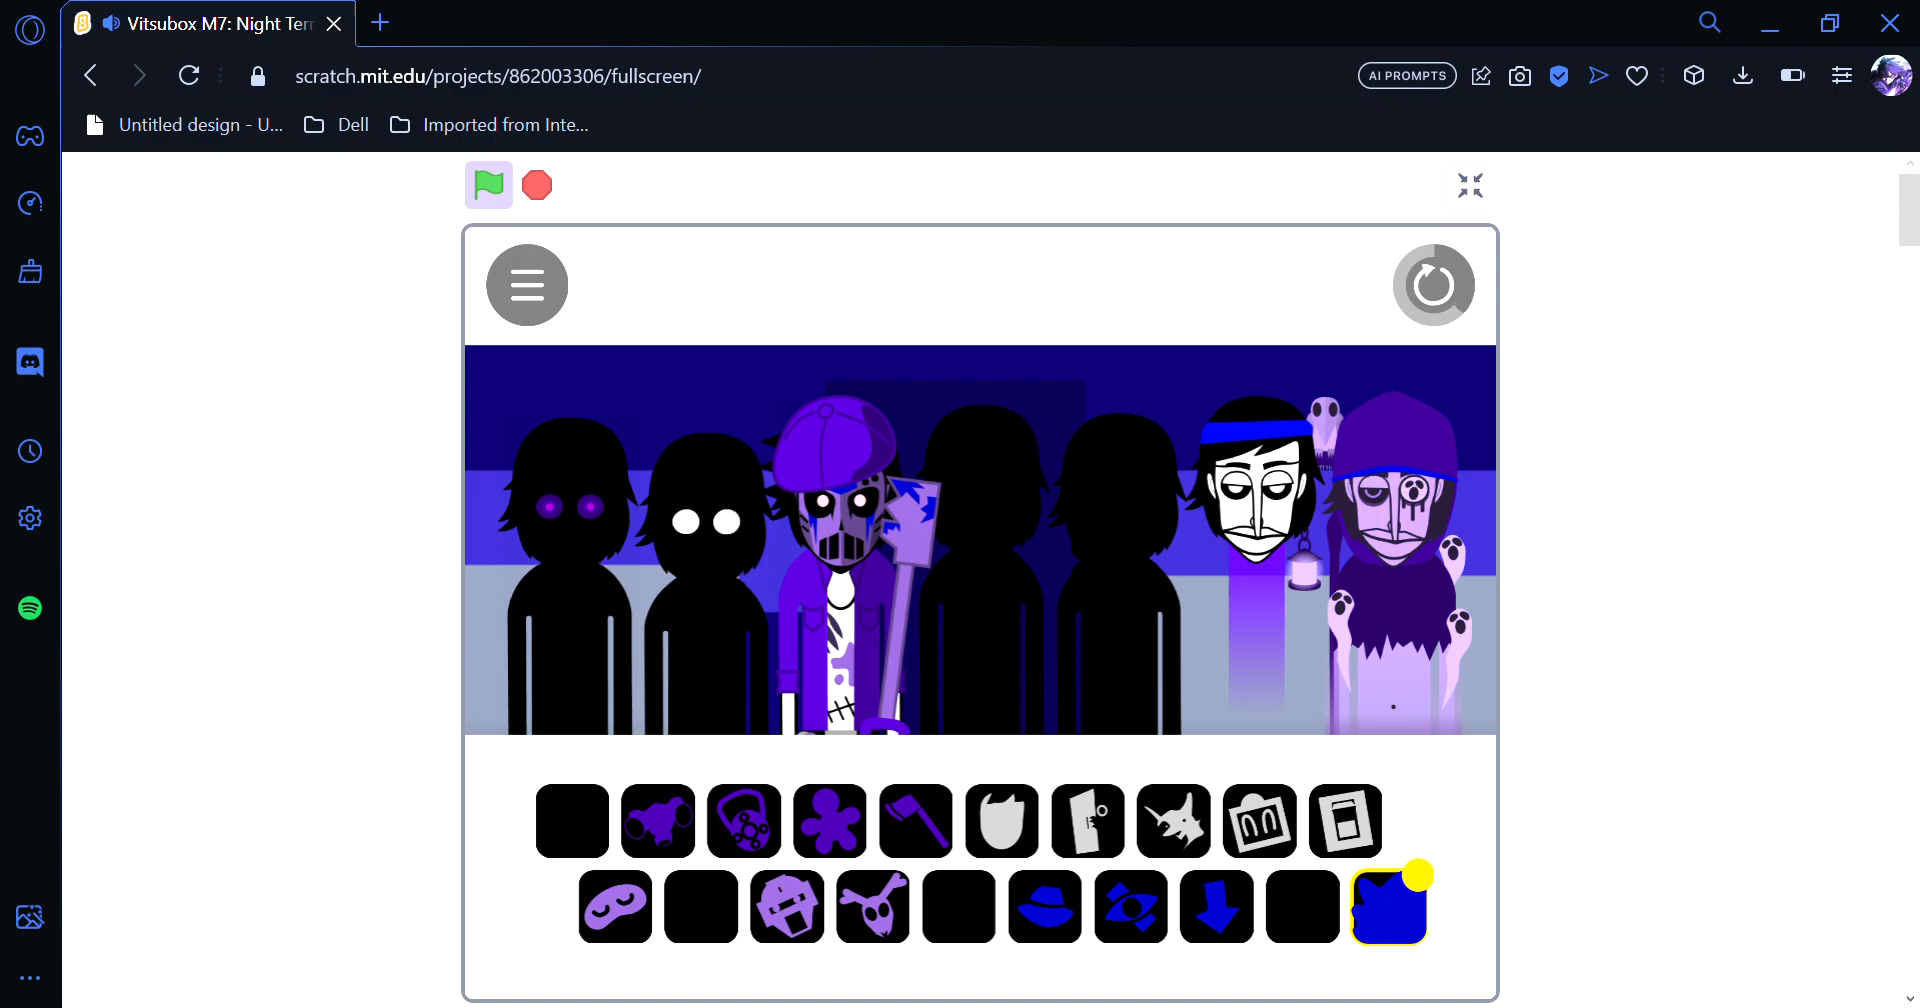 Vitsubox M7: Night Terr
scratch.mit.edu/projects/862003306/fullscreen/
AI PROMPTS
Untitled design - U...
Dell
Imported from Inte...